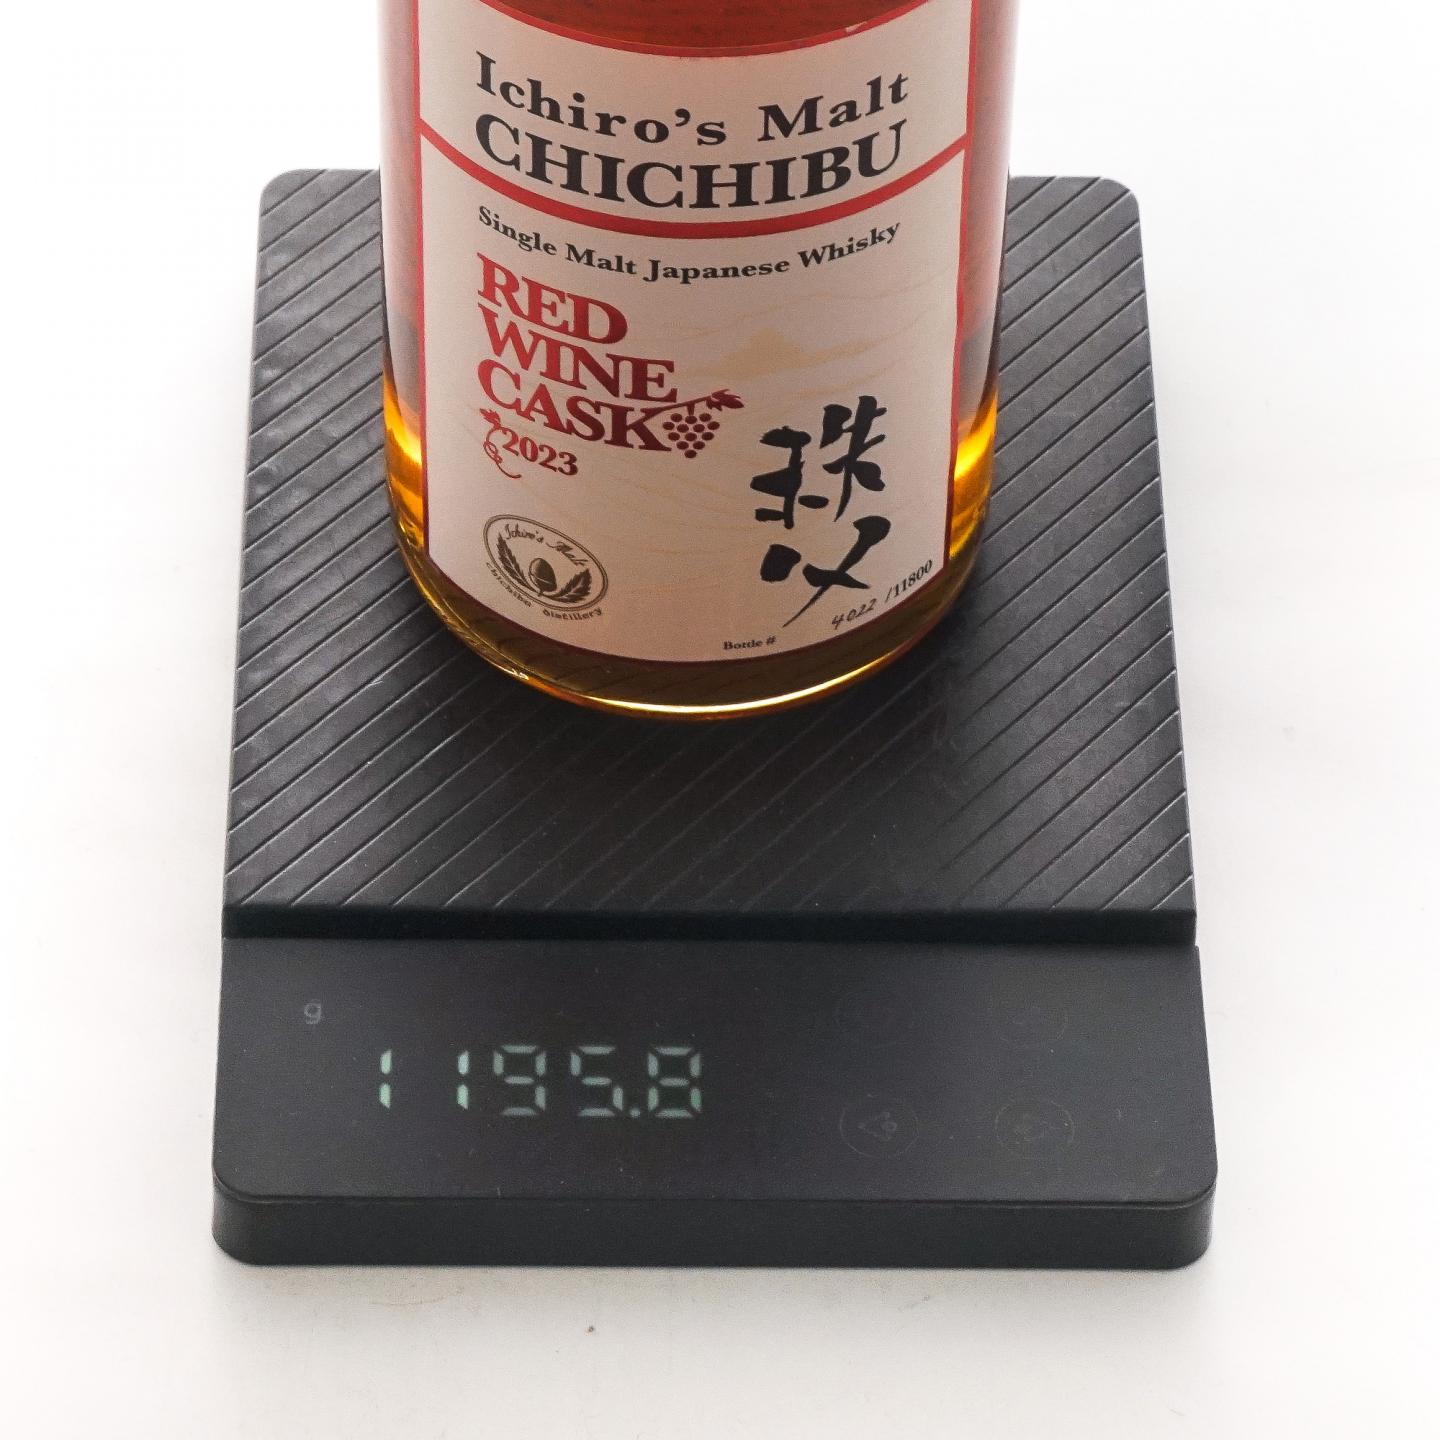 Ichiro's Malt
CHICHIBU
Single Malt Japanese Whisky
RED
WINE
CASK
2023
秩父
Ichiro's Malt
chichibu distillery
Bottle # 4022 /11800
g
1195.8